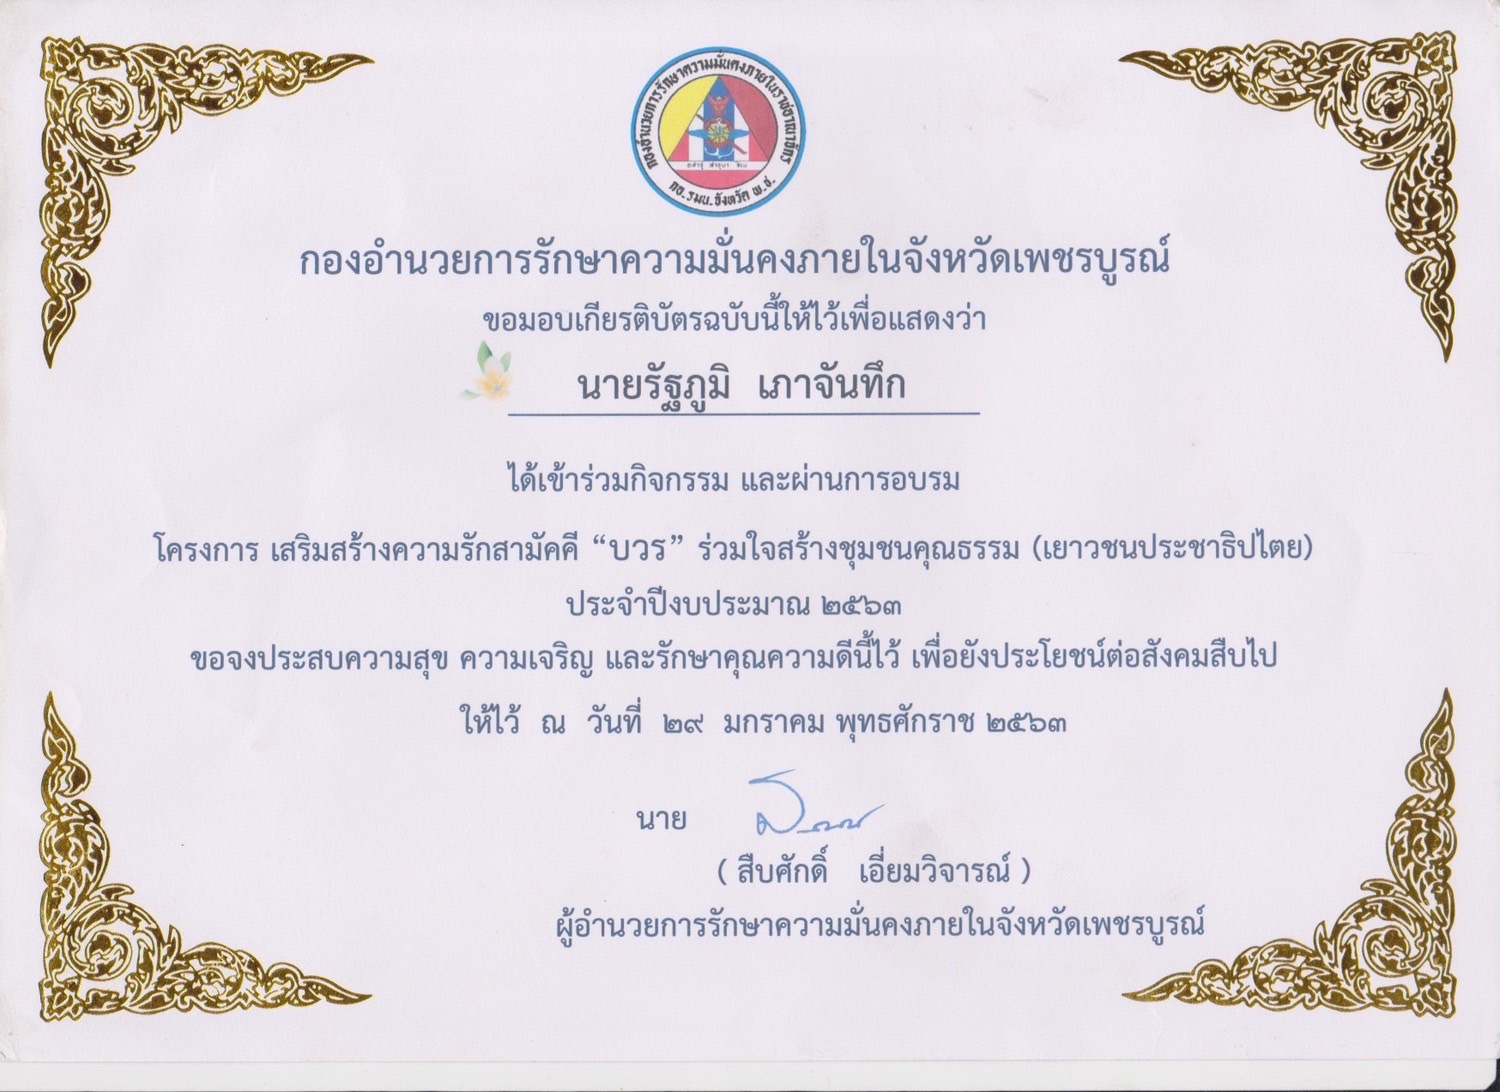 กองอำนวยการรักษาความมั่นคงภายในราชอาณาจักร
กอ.รมน.จังหวัด พ.ช.
กองอำนวยการรักษาความมั่นคงภายในจังหวัดเพชรบูรณ์
ขอมอบเกียรติบัตรฉบับนี้ให้ไว้เพื่อแสดงว่า
นายรัฐภูมิ เภาจันทึก
ได้เข้าร่วมกิจกรรม และผ่านการอบรม
โครงการ เสริมสร้างความรักสามัคคี “บวร” ร่วมใจสร้างชุมชนคุณธรรม (เยาวชนประชาธิปไตย)
ประจำปีงบประมาณ ๒๕๖๓
ขอจงประสบความสุข ความเจริญ และรักษาคุณความดีนี้ไว้ เพื่อยังประโยชน์ต่อสังคมสืบไป
ให้ไว้ ณ วันที่ ๒๙ มกราคม พุทธศักราช ๒๕๖๓
นาย
( สืบศักดิ์ เอี่ยมวิจารณ์ )
ผู้อำนวยการรักษาความมั่นคงภายในจังหวัดเพชรบูรณ์